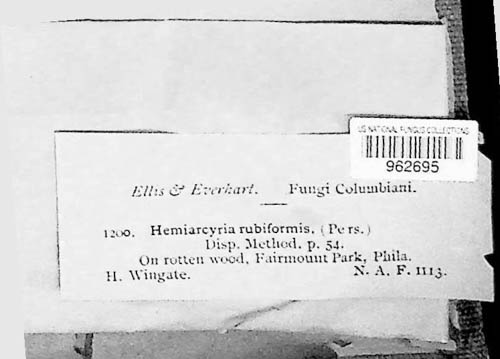 US NATIONAL FUNGUS COLLECTIONS
962695
Ellis & Everhart. Fungi Columbiani.
1200. Hemiarcyria rubiformis. (Pers.)
Disp. Method. p. 54.
On rotten wood, Fairmount Park, Phila.
H. Wingate. N. A. F. 1113.